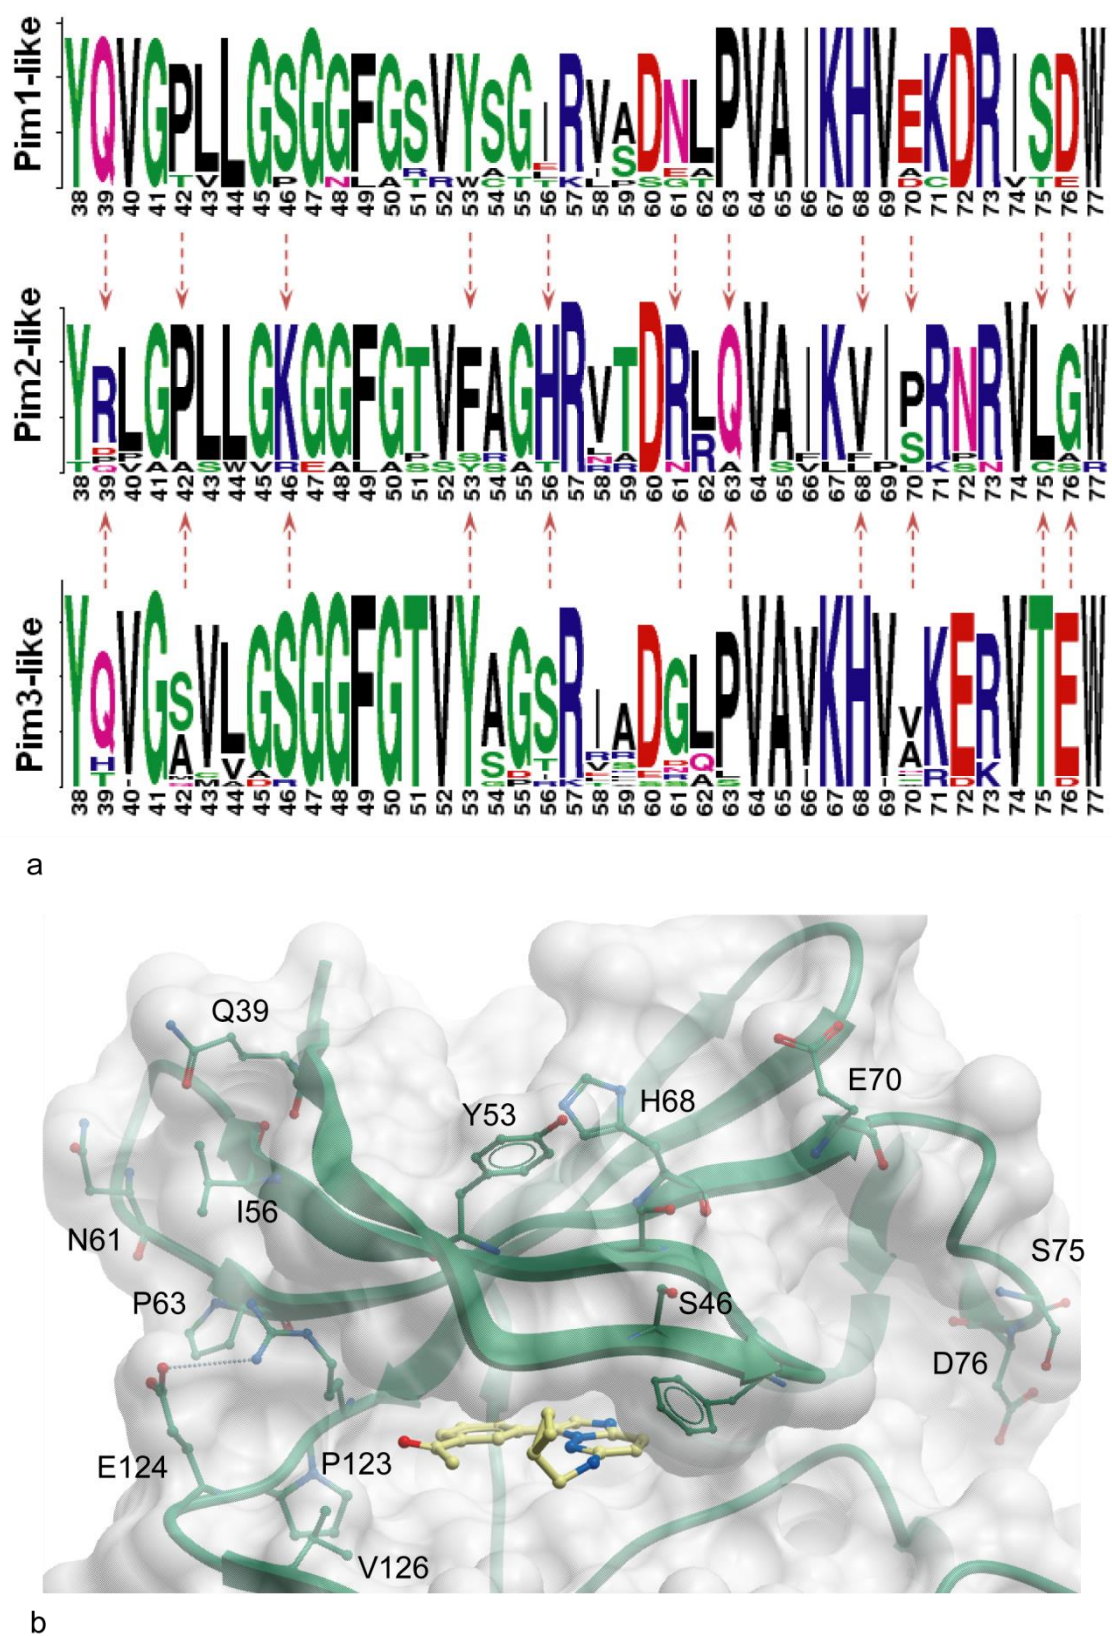 Pim1-like
YQVGPLLGSGGFGSVYSGIRVADNLPVAIKHVEKDRISDW
38 39 40 41 42 43 44 45 46 47 48 49 50 51 52 53 54 55 56 57 58 59 60 61 62 63 64 65 66 67 68 69 70 71 72 73 74 75 76 77
Pim2-like
YRLGPLLGKGGFGTVFAGHRVTDRLQVAIKVIPRNRVLGW
38 39 40 41 42 43 44 45 46 47 48 49 50 51 52 53 54 55 56 57 58 59 60 61 62 63 64 65 66 67 68 69 70 71 72 73 74 75 76 77
Pim3-like
YQVGSVLGSGGFGTVYAGSRIADGLPVAVKHVVKERVTEW
38 39 40 41 42 43 44 45 46 47 48 49 50 51 52 53 54 55 56 57 58 59 60 61 62 63 64 65 66 67 68 69 70 71 72 73 74 75 76 77
a
Q39
E70
Y53
H68
I56
N61
S75
P63
S46
D76
E124
P123
V126
b